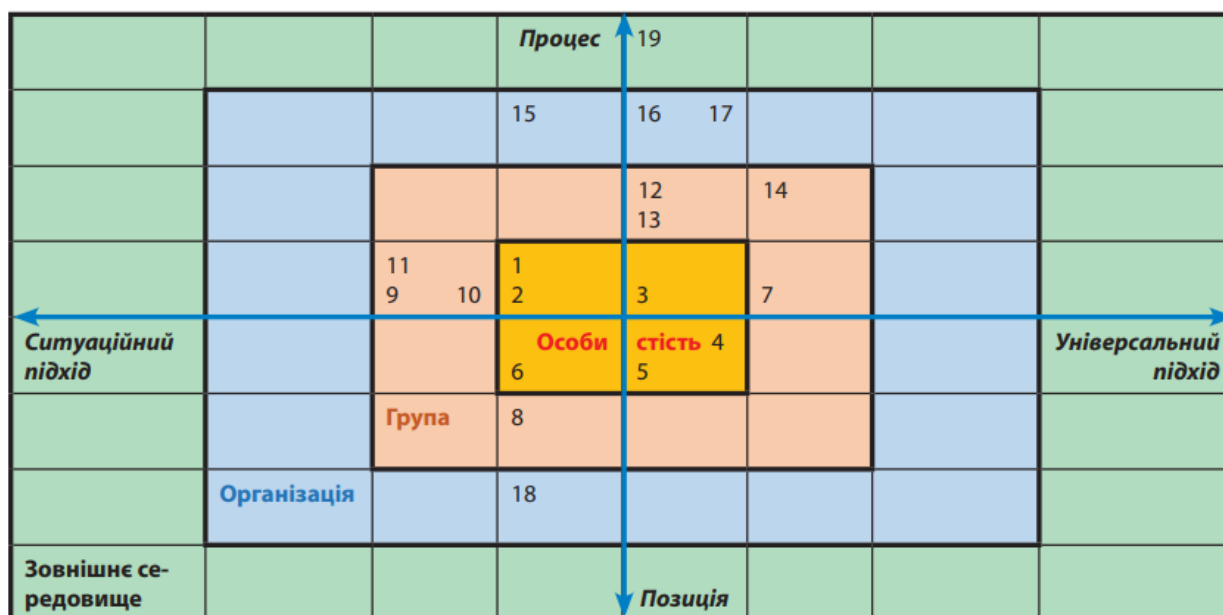 Процес 19
15 16 17
12 14
13
11 1
9 10 2 3 7
Ситуаційний Особи стість 4 Універсальний
підхід 6 5 підхід
Група 8
Організація 18
Зовнішнє се-
редовище Позиція